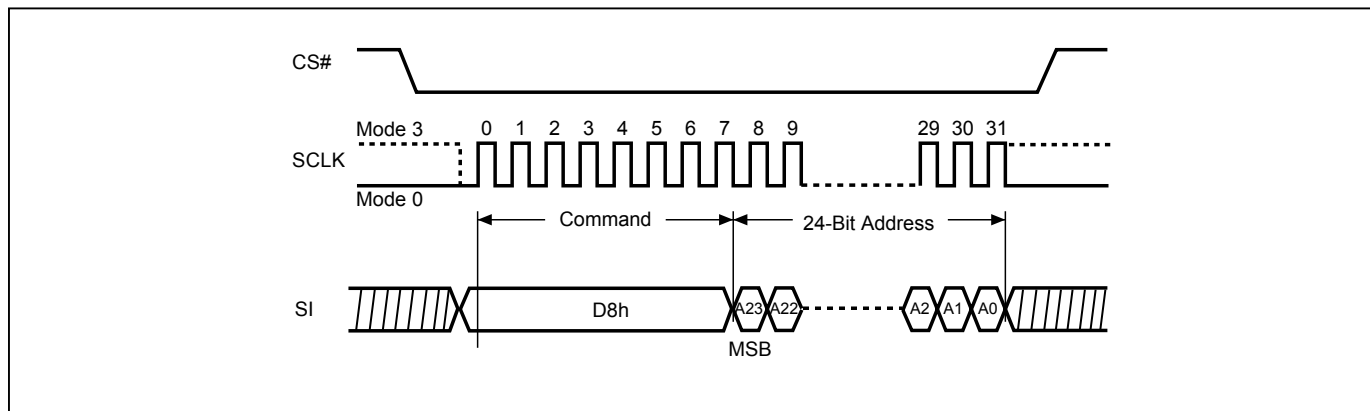 CS#
Mode 3
0 1 2 3 4 5 6 7 8 9 29 30 31
SCLK
Mode 0
Command
24-Bit Address
SI
D8h
A23 A22 A2 A1 A0
MSB